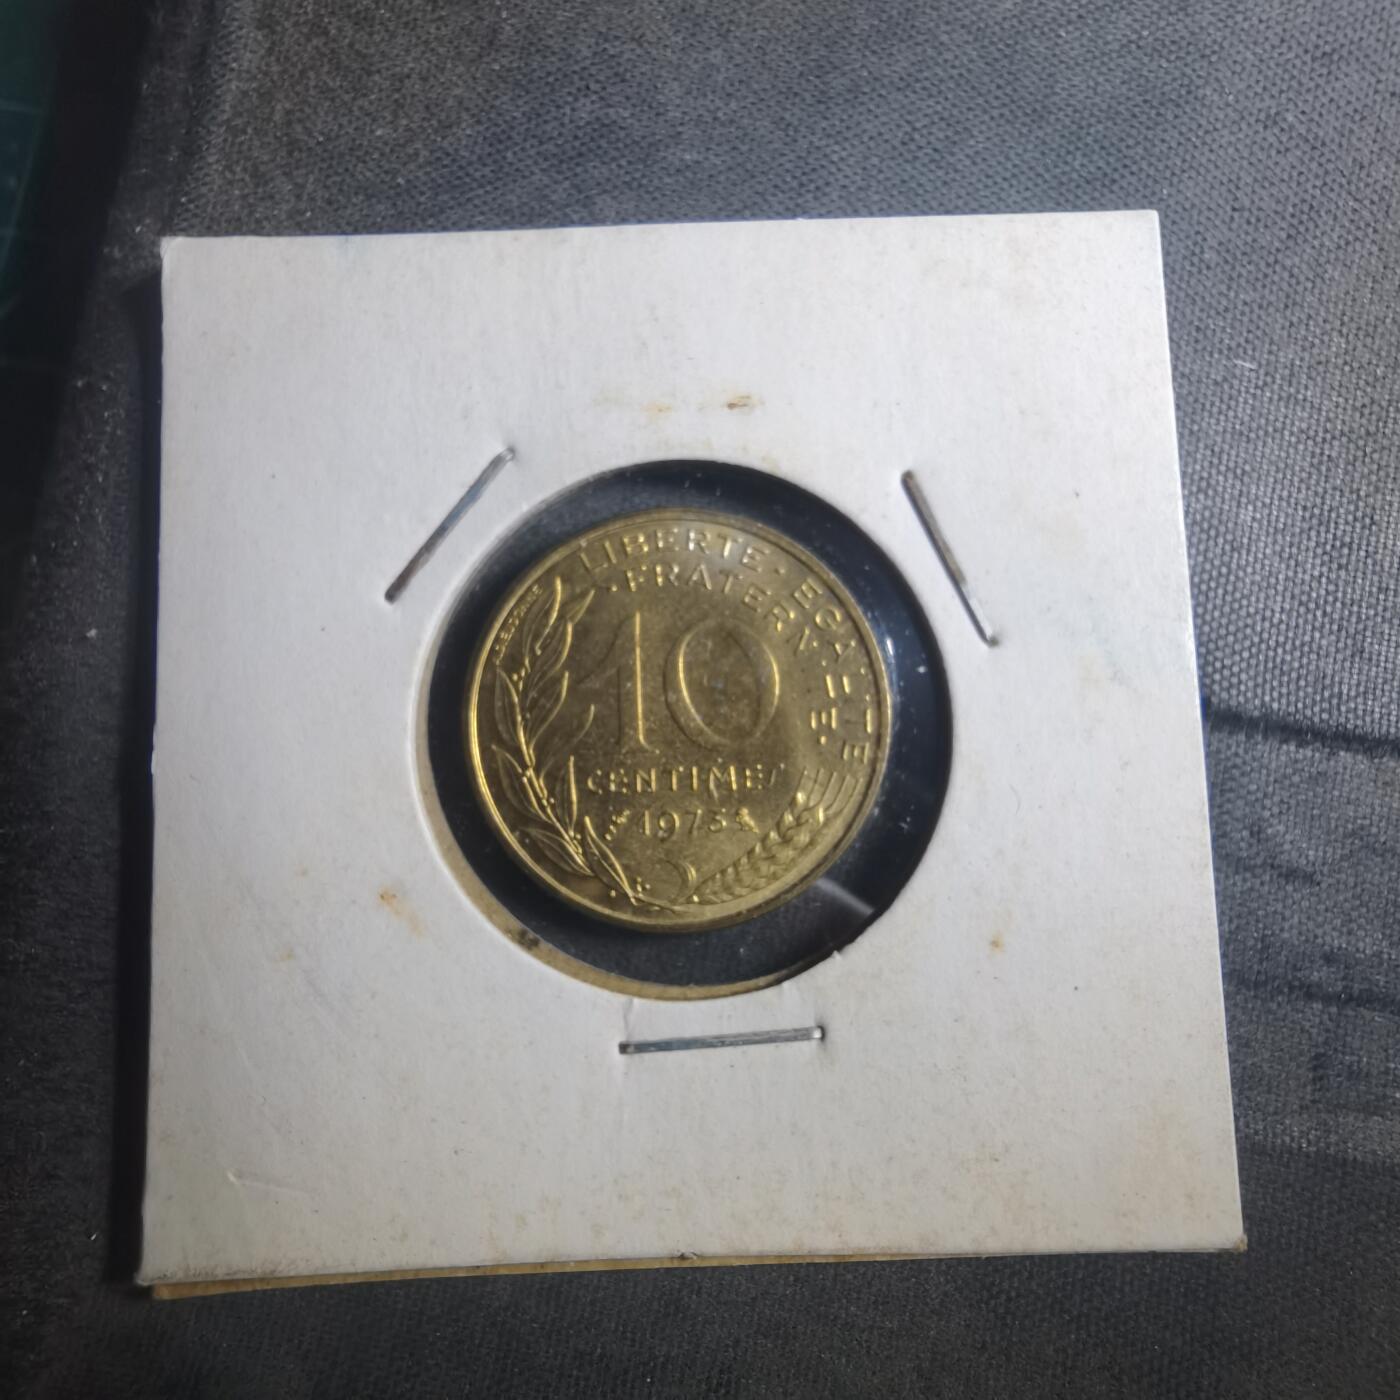 LIBERTE · EGALITE
· FRATERNITE ·
10
CENTIMES
1975